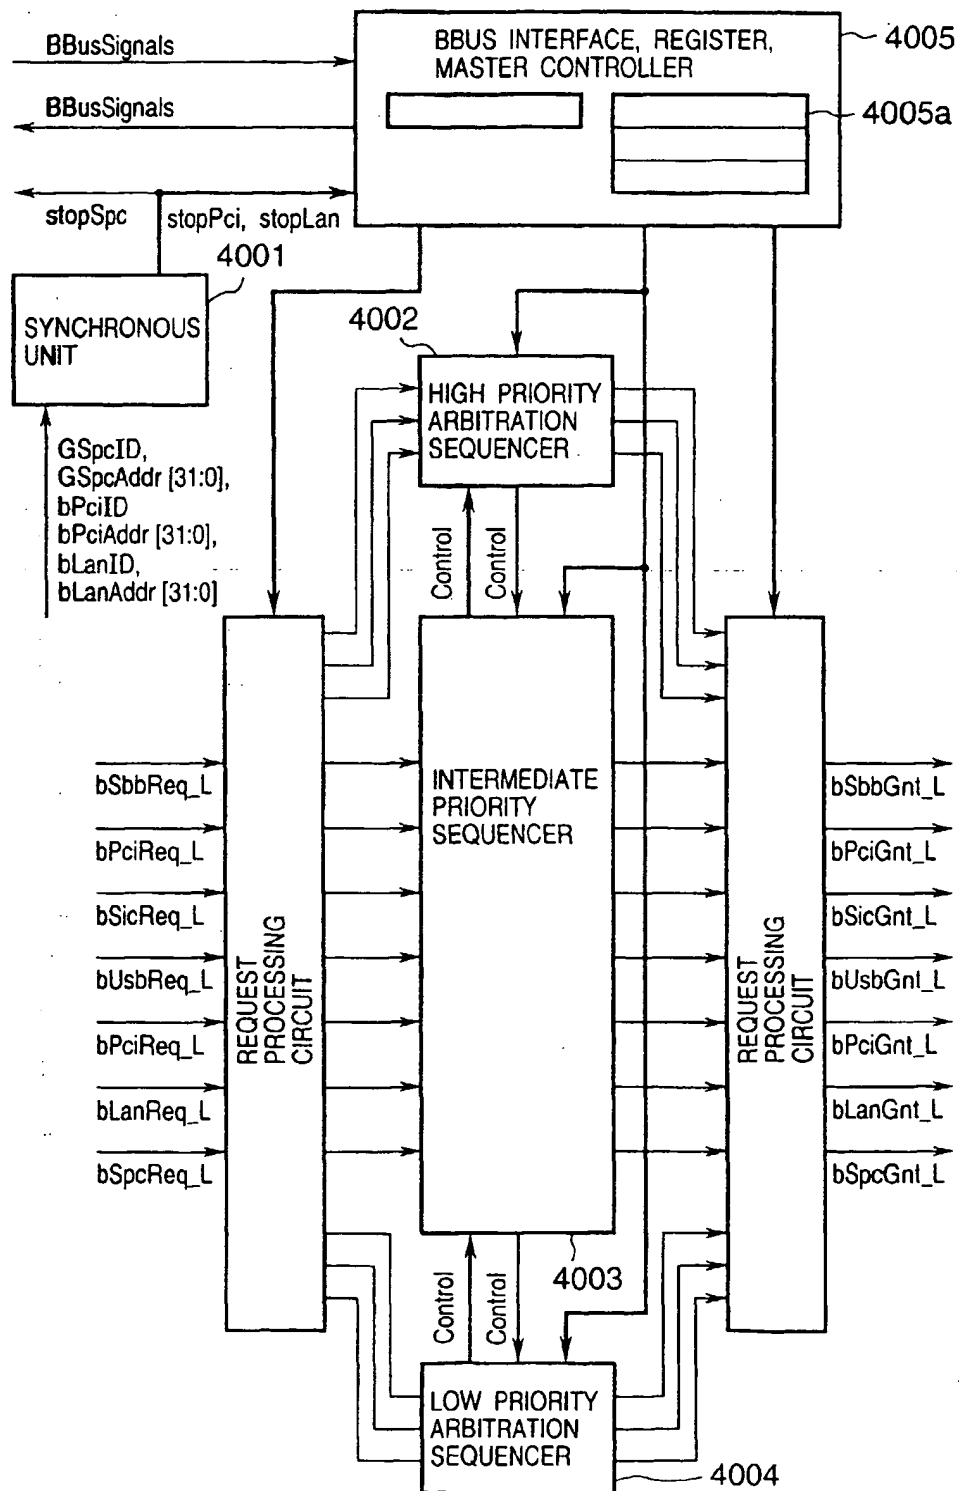 BBusSignals
BBUS INTERFACE, REGISTER,
MASTER CONTROLLER
4005
BBusSignals
4005a
stopSpc
stopPci, stopLan
4001
SYNCHRONOUS
UNIT
4002
HIGH PRIORITY
ARBITRATION
SEQUENCER
GSpcID,
GSpcAddr [31:0],
bPciID
bPciAddr [31:0],
bLanID,
bLanAddr [31:0]
Control
Control
bSbbReq_L
bPciReq_L
bSicReq_L
bUsbReq_L
bPciReq_L
bLanReq_L
bSpcReq_L
REQUEST
PROCESSING
CIRCUIT
INTERMEDIATE
PRIORITY
SEQUENCER
REQUEST
PROCESSING
CIRCUIT
bSbbGnt_L
bPciGnt_L
bSicGnt_L
bUsbGnt_L
bPciGnt_L
bLanGnt_L
bSpcGnt_L
4003
Control
Control
LOW PRIORITY
ARBITRATION
SEQUENCER
4004